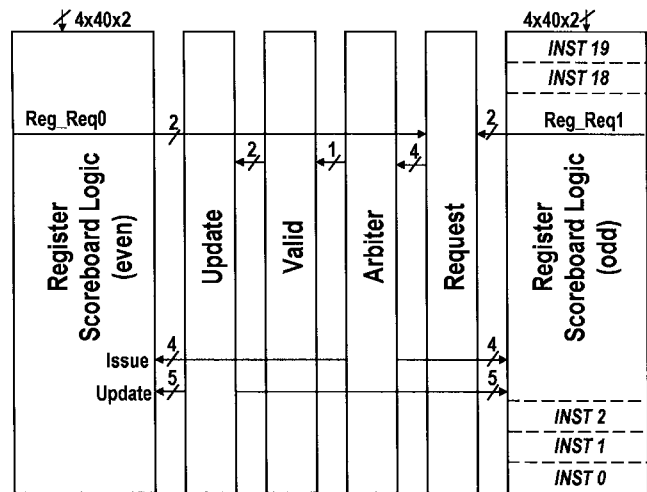 4x40x2
4x40x2
INST 19
INST 18
Reg_Req0
2
2
Reg_Req1
2
1
4
Register
Scoreboard Logic
(even)
Update
Valid
Arbiter
Request
Register
Scoreboard Logic
(odd)
Issue
4
4
Update
5
5
INST 2
INST 1
INST 0